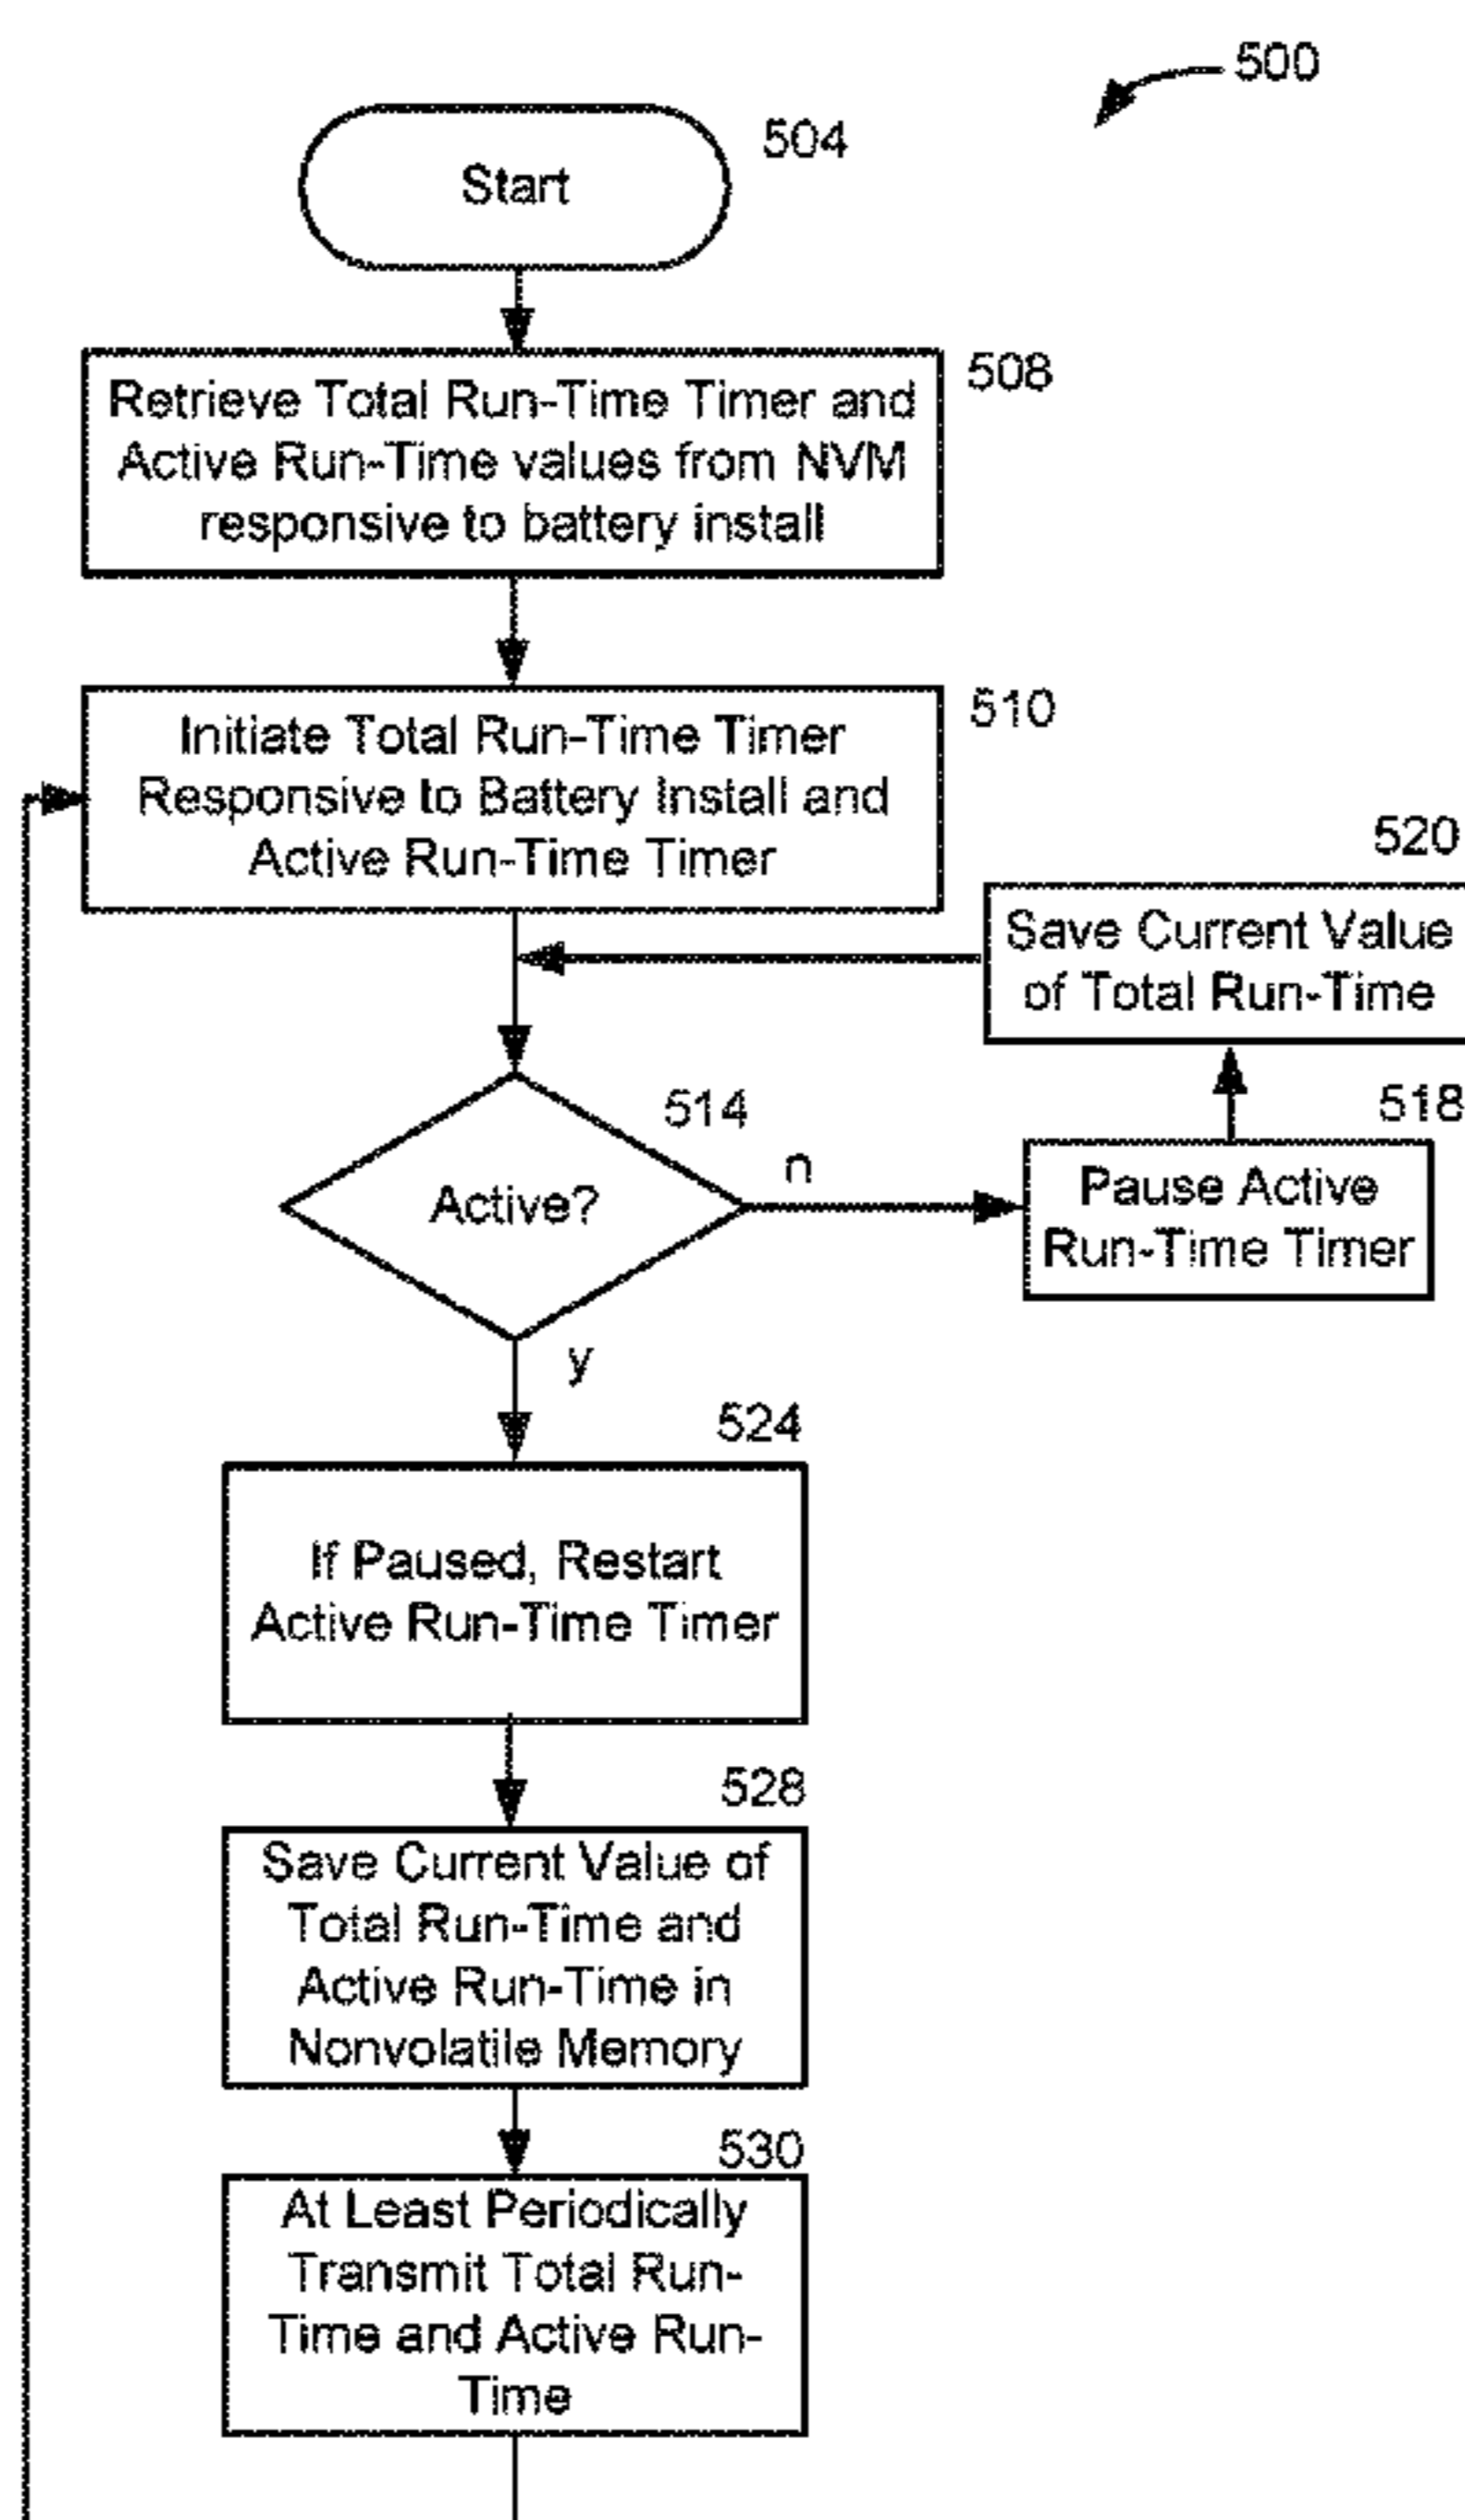 500
504
Start
508
Retrieve Total Run-Time Timer and
Active Run-Time values from NVM
responsive to battery install
510
Initiate Total Run-Time Timer
Responsive to Battery Install and
Active Run-Time Timer
520
Save Current Value
of Total Run-Time
514
Active?
n
518
Pause Active
Run-Time Timer
y
524
If Paused, Restart
Active Run-Time Timer
528
Save Current Value of
Total Run-Time and
Active Run-Time in
Nonvolatile Memory
530
At Least Periodically
Transmit Total Run-
Time and Active Run-
Time